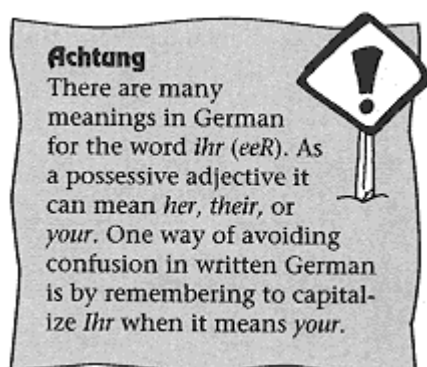 Achtung
There are many
meanings in German
for the word ihr (eeR). As
a possessive adjective it
can mean her, their, or
your. One way of avoiding
confusion in written German
is by remembering to capital-
ize Ihr when it means your.